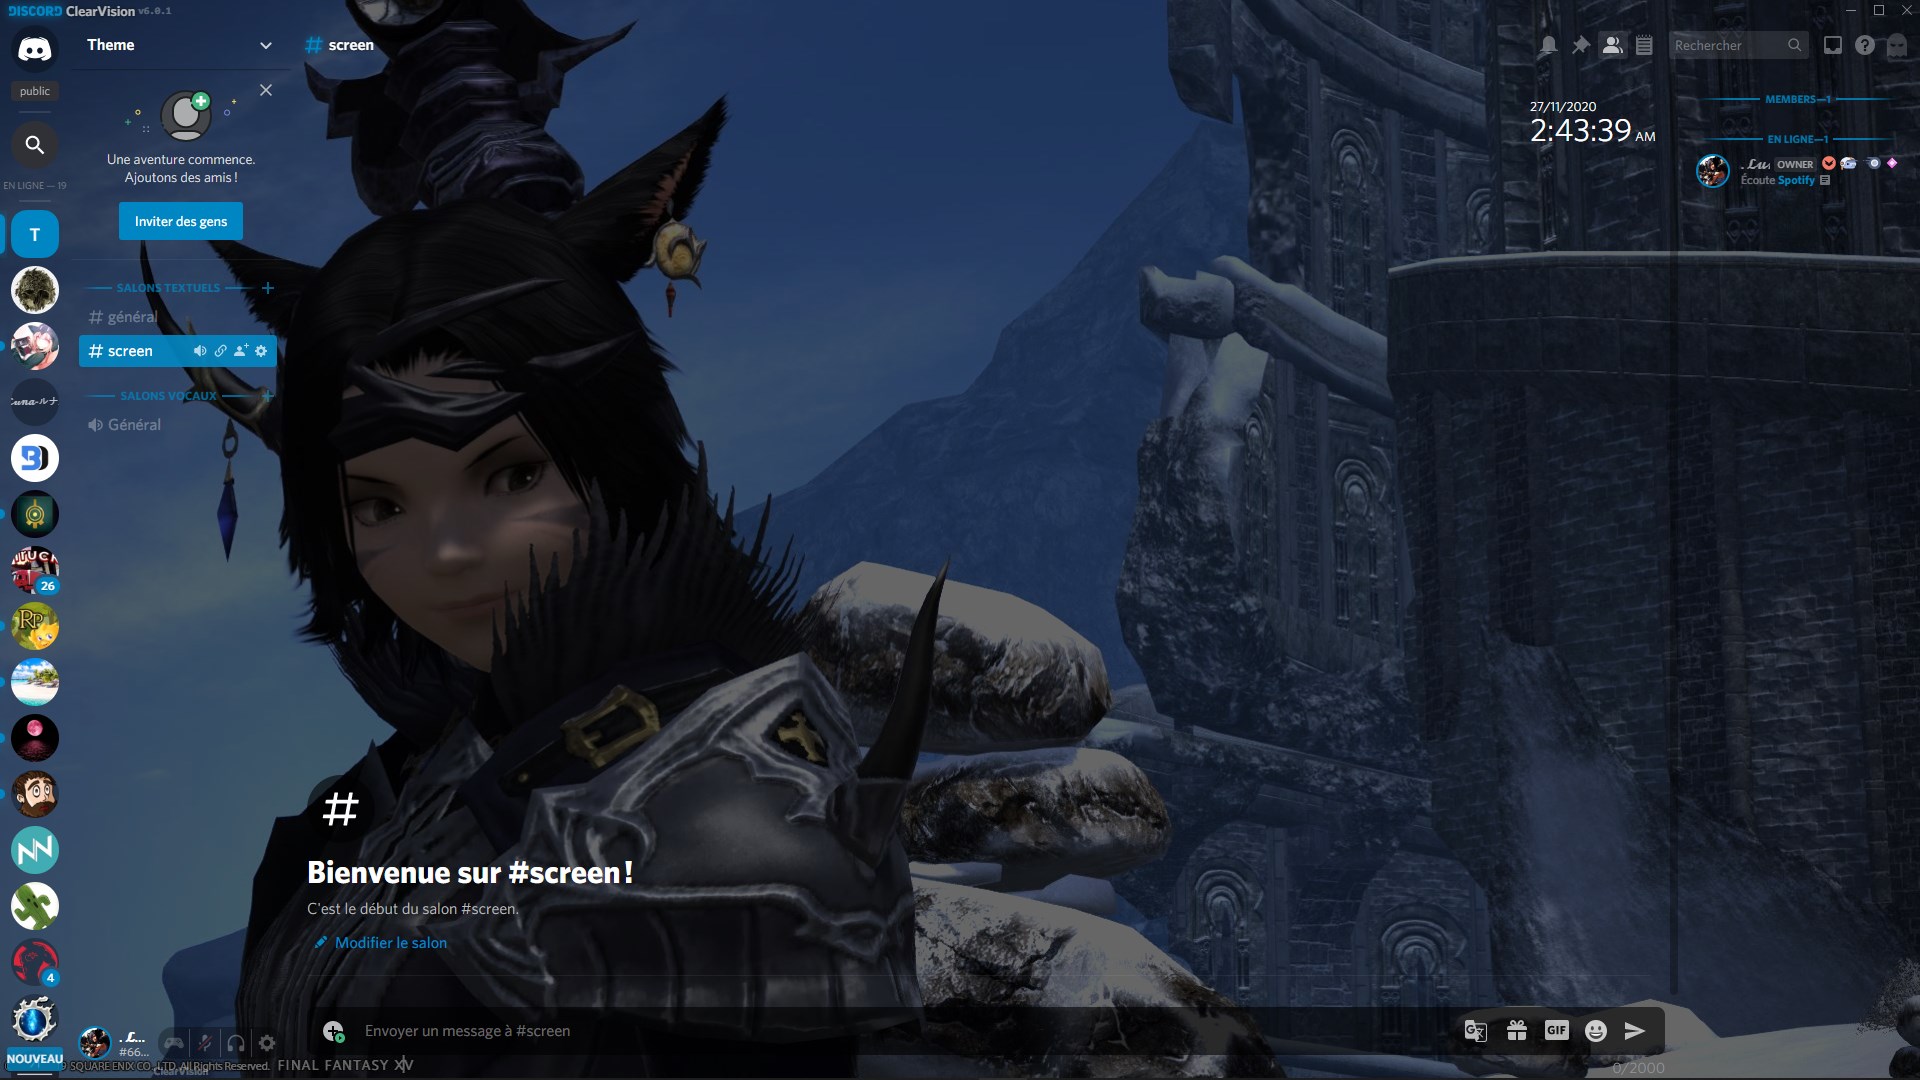 DISCORD ClearVision v6.0.1
Theme
# screen
Rechercher
public
27/11/2020
2:43:39 AM
MEMBERS—1
EN LIGNE—1
OWNER
Écoute Spotify
Une aventure commence.
Ajoutons des amis !
Inviter des gens
EN LIGNE — 19
T
SALONS TEXTUELS
# général
# screen
SALONS VOCAUX
Général
26
RP
4
NOUVEAU
#
Bienvenue sur #screen !
C'est le début du salon #screen.
Modifier le salon
Envoyer un message à #screen
GIF
#66...
SQUARE ENIX CO., LTD. All Rights Reserved.
FINAL FANTASY XIV
ClearVision
0/2000